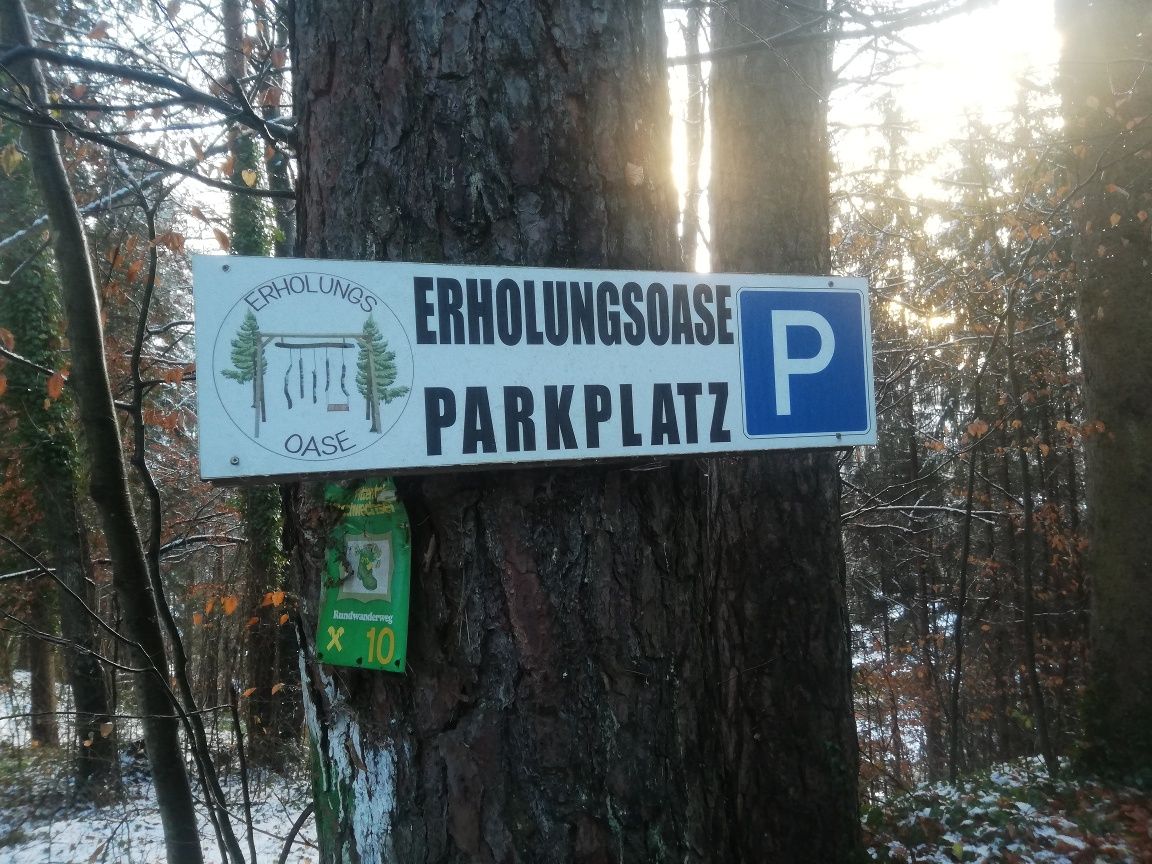 ERHOLUNGS
OASE
ERHOLUNGSOASE
PARKPLATZ
P
Rundwanderweg
x 10